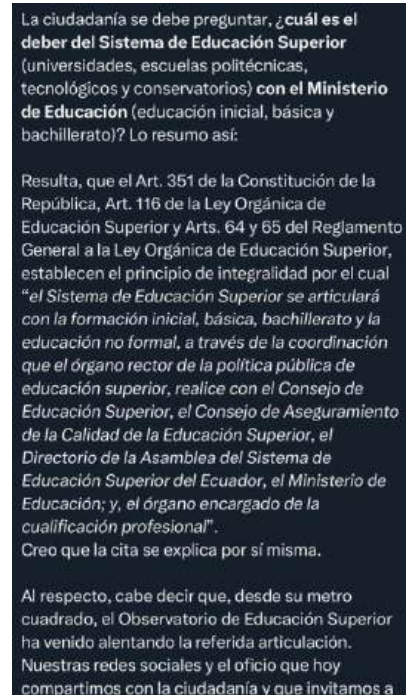 La ciudadanía se debe preguntar, ¿cuál es el
deber del Sistema de Educación Superior
(universidades, escuelas politécnicas,
tecnológicos y conservatorios) con el Ministerio
de Educación (educación inicial, básica y
bachillerato)? Lo resumo así:
Resulta, que el Art. 351 de la Constitución de la
República, Art. 116 de la Ley Orgánica de
Educación Superior y Arts. 64 y 65 del Reglamento
General a la Ley Orgánica de Educación Superior,
establecen el principio de integralidad por el cual
“el Sistema de Educación Superior se articulará
con la formación inicial, básica, bachillerato y la
educación no formal, a través de la coordinación
que el órgano rector de la política pública de
educación superior, realice con el Consejo de
Educación Superior, el Consejo de Aseguramiento
de la Calidad de la Educación Superior, el
Directorio de la Asamblea del Sistema de
Educación Superior del Ecuador, el Ministerio de
Educación; y, el órgano encargado de la
cualificación profesional”.
Creo que la cita se explica por sí misma.
Al respecto, cabe decir que, desde su metro
cuadrado, el Observatorio de Educación Superior
ha venido alentando la referida articulación.
Nuestras redes sociales y el oficio que hoy
compartimos con la ciudadanía y que invitamos a